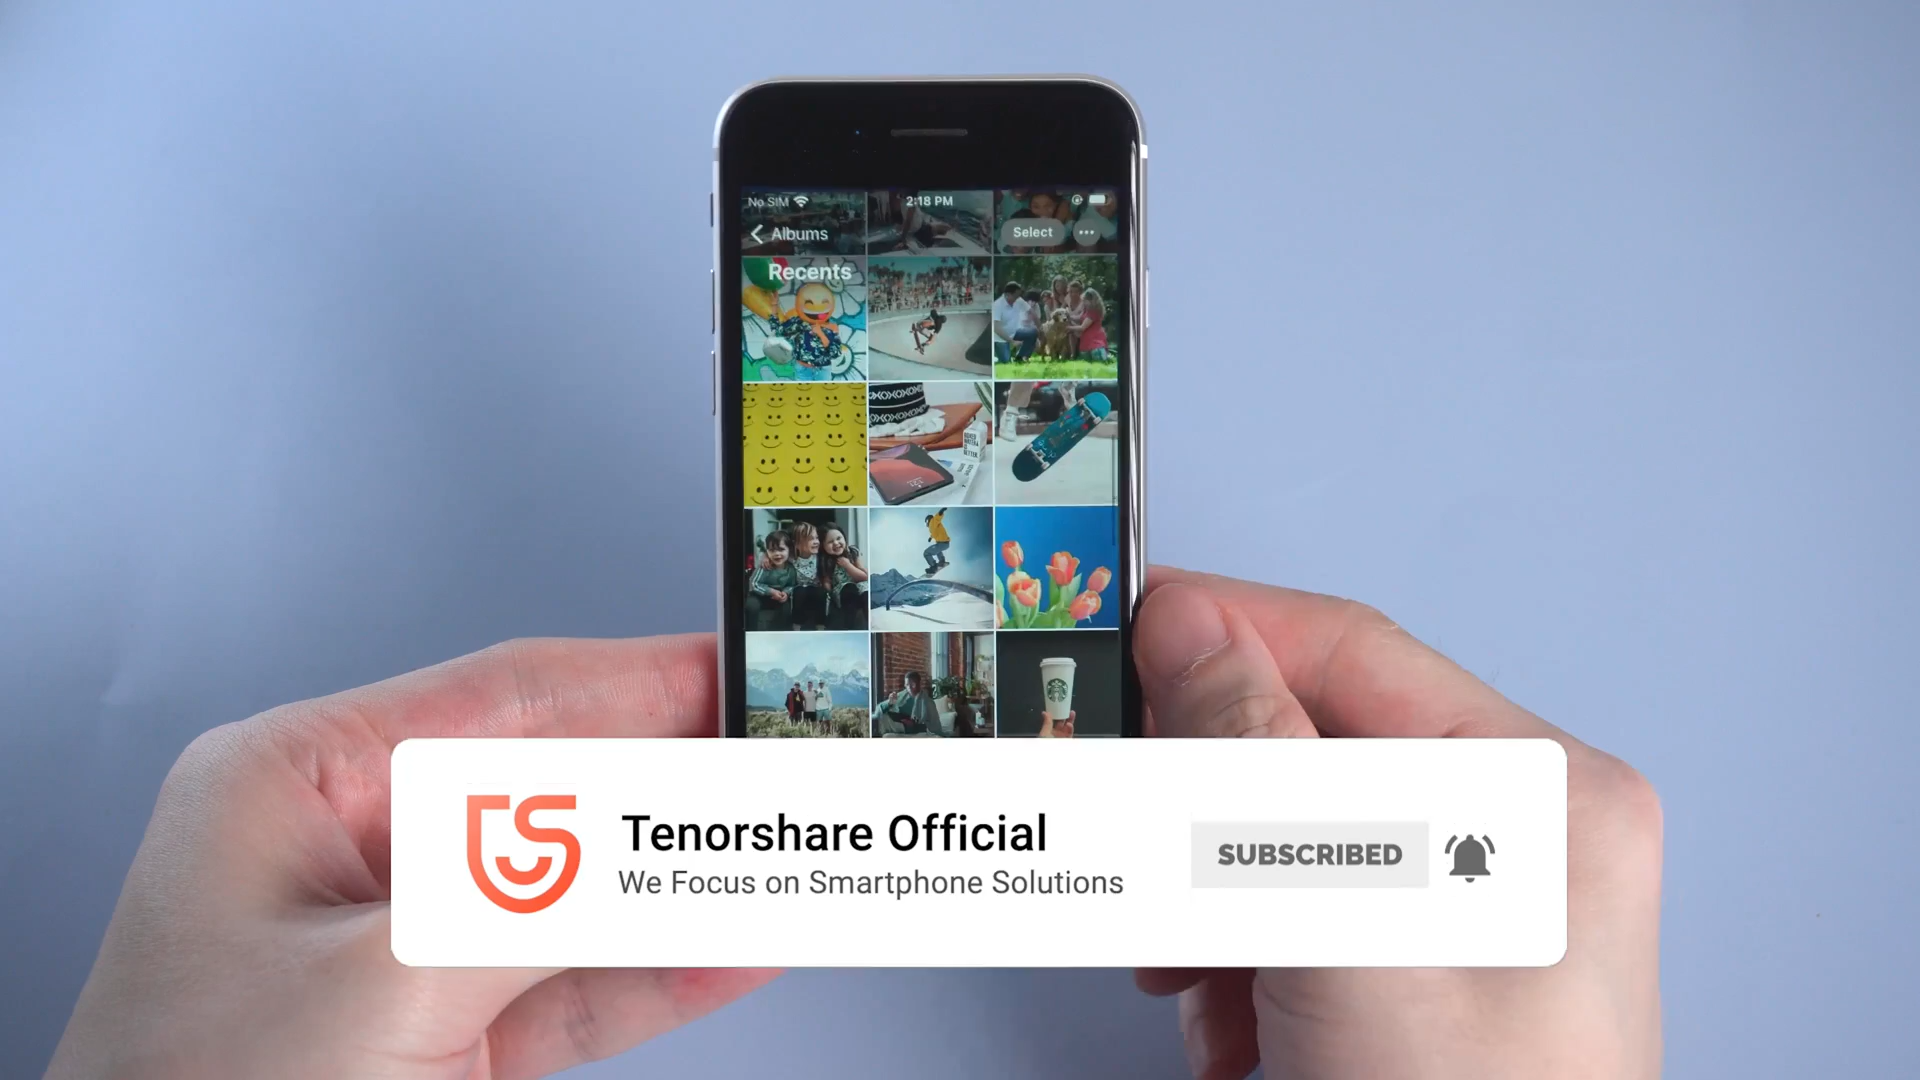 No SIM 2:18 PM
Albums Select
Recents
Tenorshare Official
We Focus on Smartphone Solutions
SUBSCRIBED